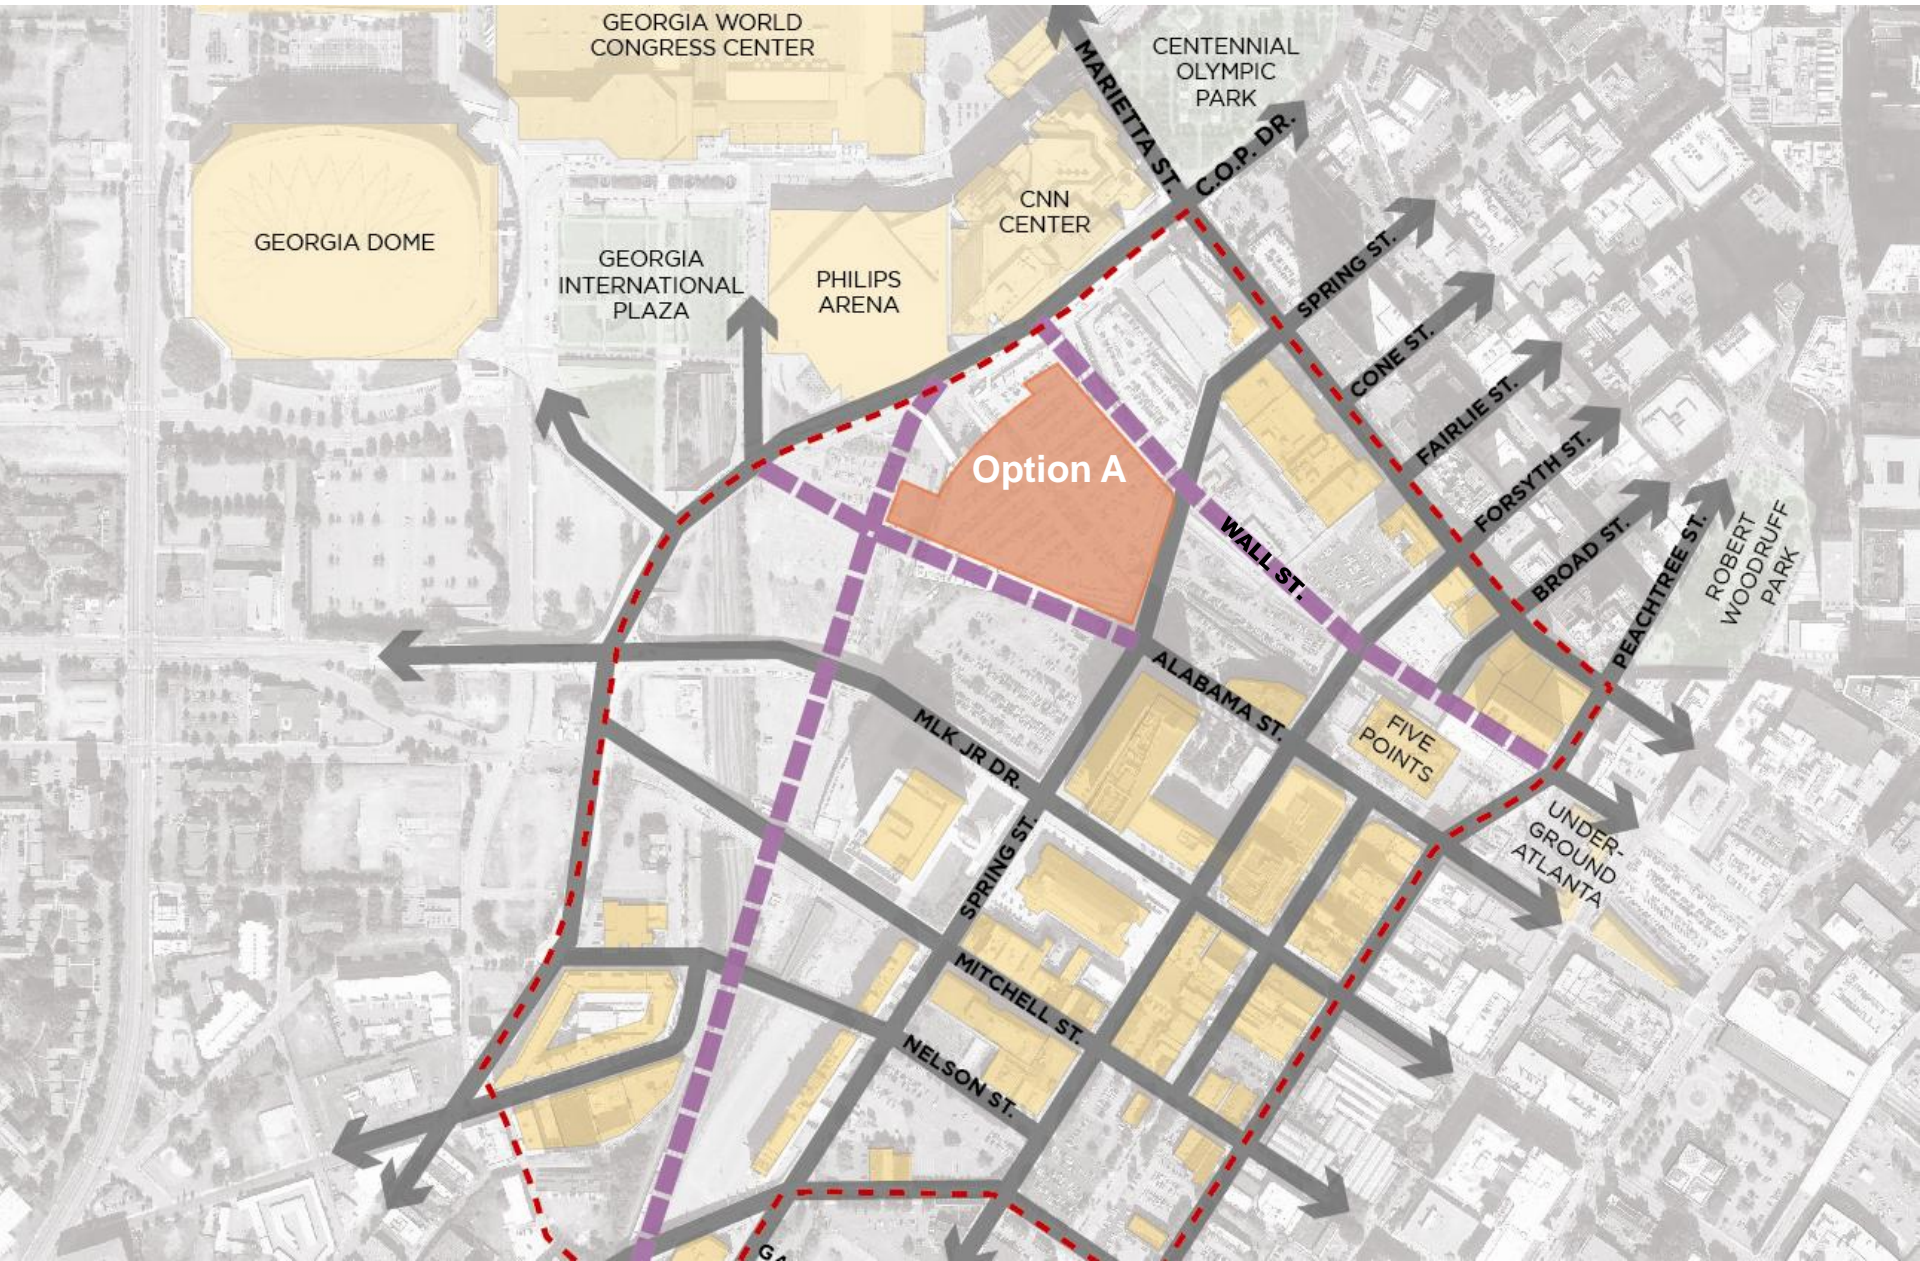 GEORGIA WORLD
CONGRESS CENTER
CENTENNIAL
OLYMPIC
PARK
MARIETTA ST.
C.O.P. DR.
CNN
CENTER
GEORGIA DOME
GEORGIA
INTERNATIONAL
PLAZA
PHILIPS
ARENA
SPRING ST.
CONE ST.
FAIRLIE ST.
FORSYTH ST.
BROAD ST.
PEACHTREE ST.
ROBERT
WOODRUFF
PARK
Option A
WALL ST.
ALABAMA ST.
FIVE
POINTS
MLK JR DR.
UNDER-
GROUND
ATLANTA
SPRING ST.
MITCHELL ST.
NELSON ST.
GA